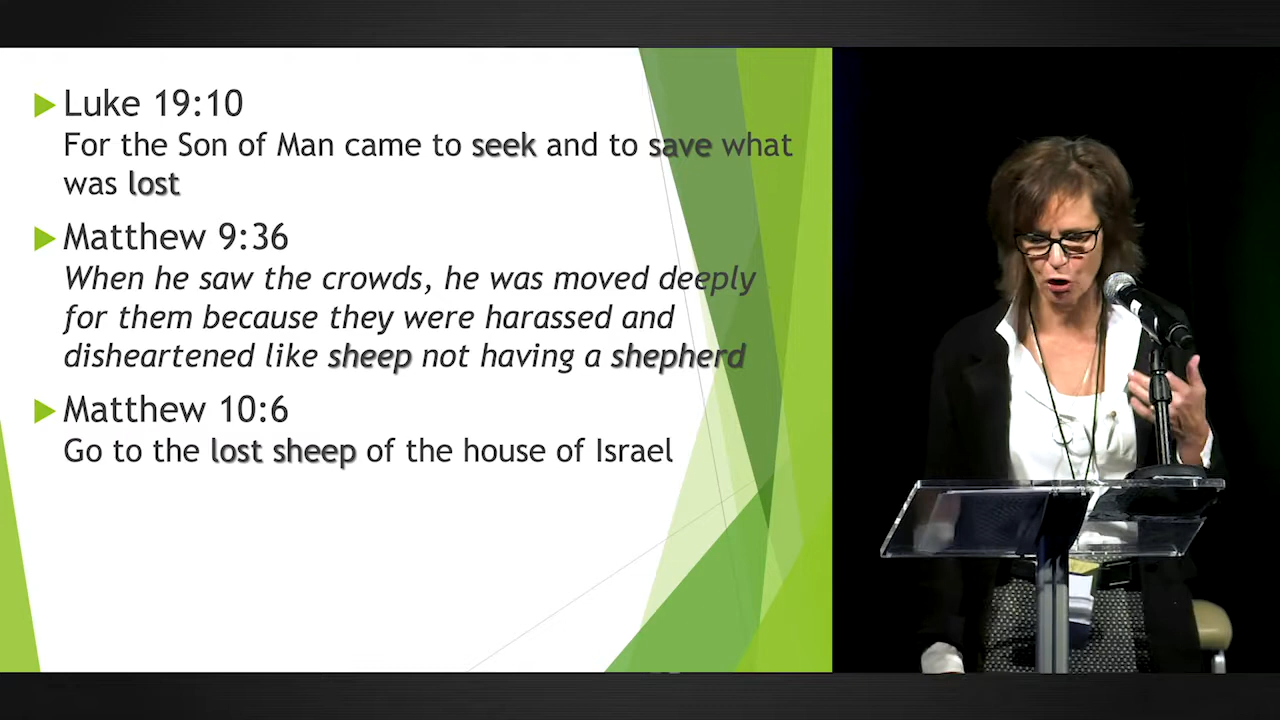 Luke 19:10
For the Son of Man came to seek and to save what
was lost
Matthew 9:36
When he saw the crowds, he was moved deeply
for them because they were harassed and
disheartened like sheep not having a shepherd
Matthew 10:6
Go to the lost sheep of the house of Israel